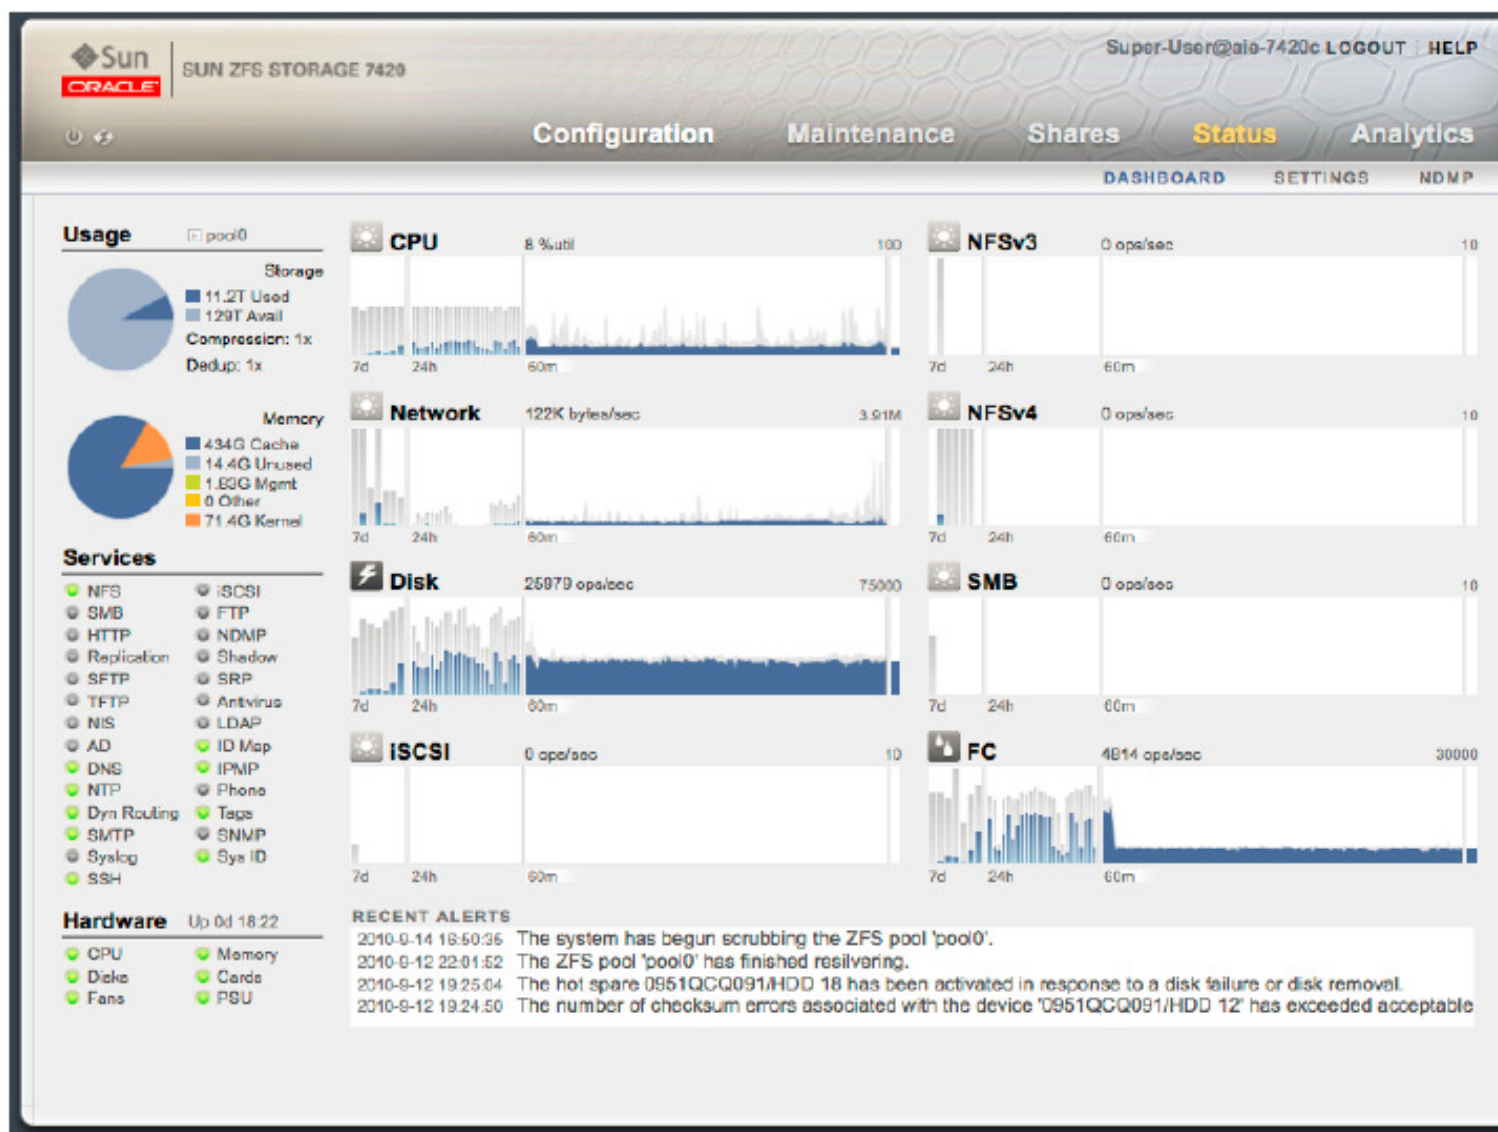 Sun
ORACLE
SUN ZFS STORAGE 7420
Super-User@aie-7420c LOGOUT HELP
Configuration Maintenance Shares Status Analytics
DASHBOARD SETTINGS NDMP
Usage pool0
Storage
11.2T Used
129T Avail
Compression: 1x
Dedup: 1x
Memory
434G Cache
14.4G Unused
1.83G Mgmt
0 Other
71.4G Kernel
Services
NFS iSCSI
SMB FTP
HTTP NDMP
Replication Shadow
SFTP SRP
TFTP Antivirus
NIS LDAP
AD ID Map
DNS IPMP
NTP Phone
Dyn Routing Tags
SMTP SNMP
Syslog Sys ID
SSH
Hardware Up 0d 18:22
CPU Memory
Disks Cards
Fans PSU
CPU 8 %util 100
7d 24h 60m
Network 122K bytes/sec 3.91M
7d 24h 60m
Disk 25979 ops/sec 75000
7d 24h 60m
iSCSI 0 ops/sec 10
7d 24h 60m
NFSv3 0 ops/sec 10
7d 24h 60m
NFSv4 0 ops/sec 10
7d 24h 60m
SMB 0 ops/sec 10
7d 24h 60m
FC 4814 ops/sec 30000
7d 24h 60m
RECENT ALERTS
2010-9-14 16:50:35 The system has begun scrubbing the ZFS pool 'pool0'.
2010-9-12 22:01:52 The ZFS pool 'pool0' has finished resilvering.
2010-9-12 19:25:04 The hot spare 0951QCQ091/HDD 18 has been activated in response to a disk failure or disk removal.
2010-9-12 19:24:50 The number of checksum errors associated with the device '0951QCQ091/HDD 12' has exceeded acceptable